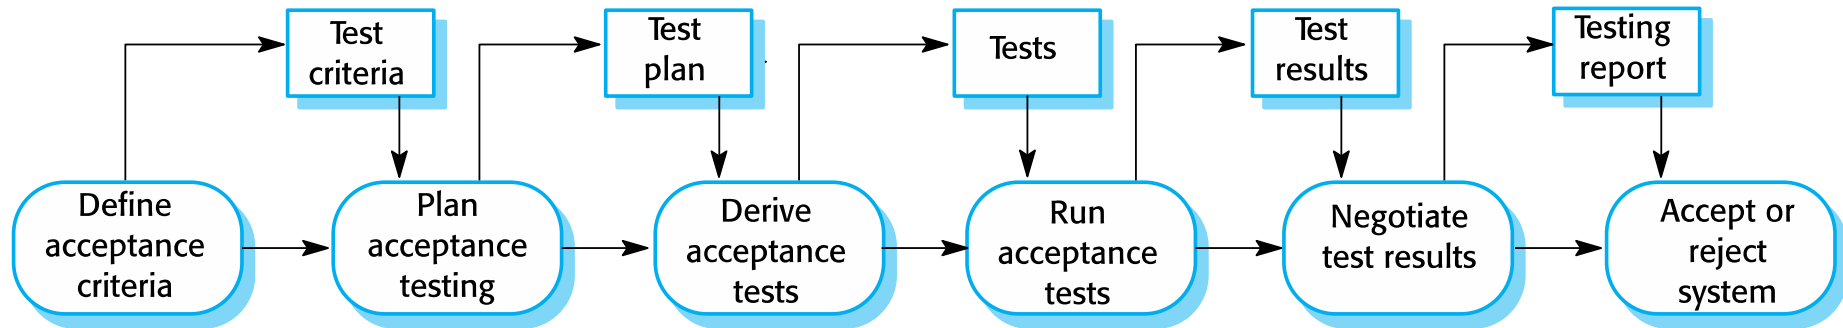 Test
criteria
Test
plan
Tests
Test
results
Testing
report
Define
acceptance
criteria
Plan
acceptance
testing
Derive
acceptance
tests
Run
acceptance
tests
Negotiate
test results
Accept or
reject
system